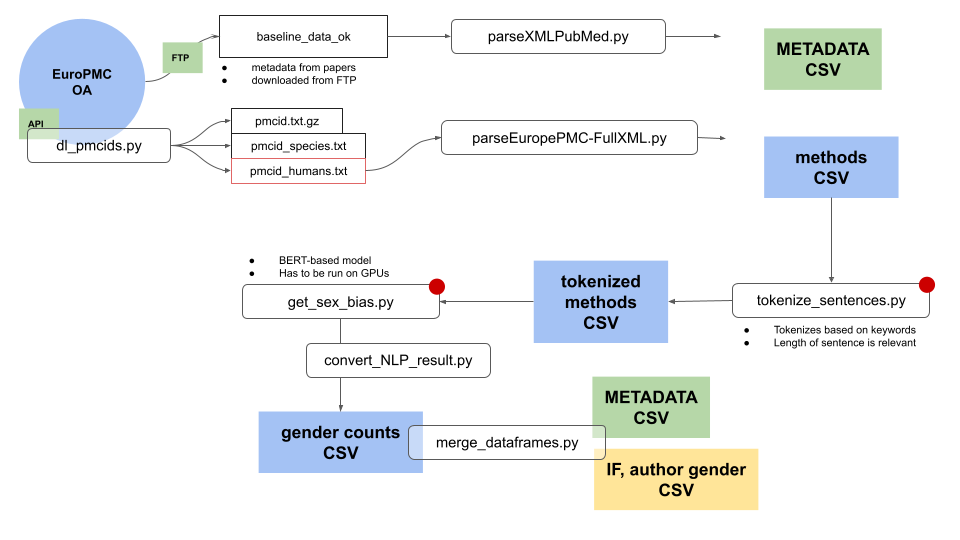 EuroPMC
OA
FTP
API
dl_pmcids.py
baseline_data_ok
● metadata from papers
● downloaded from FTP
parseXMLPubMed.py
METADATA
CSV
pmcid.txt.gz
pmcid_species.txt
pmcid_humans.txt
parseEuropePMC-FullXML.py
methods
CSV
tokenize_sentences.py
● Tokenizes based on keywords
● Length of sentence is relevant
tokenized
methods
CSV
● BERT-based model
● Has to be run on GPUs
get_sex_bias.py
convert_NLP_result.py
gender counts
CSV
merge_dataframes.py
METADATA
CSV
IF, author gender
CSV